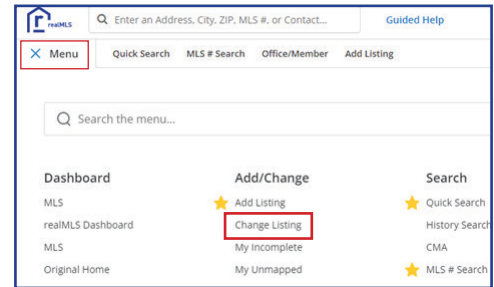 realMLS Enter an Address, City, ZIP, MLS #, or Contact... Guided Help
Menu Quick Search MLS # Search Office/Member Add Listing
Search the menu...
Dashboard Add/Change Search
MLS Add Listing Quick Search
realMLS Dashboard Change Listing History Search
MLS My Incomplete CMA
Original Home My Unmapped MLS # Search